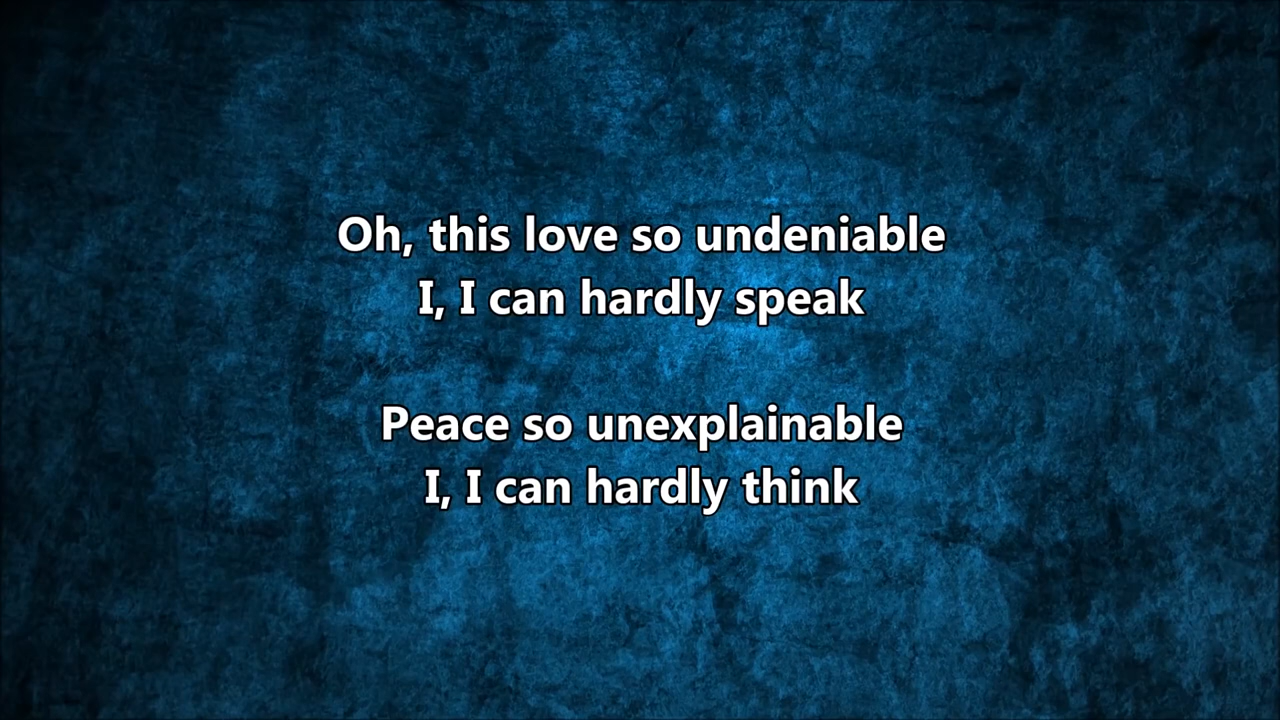 Oh, this love so undeniable
I, I can hardly speak
Peace so unexplainable
I, I can hardly think